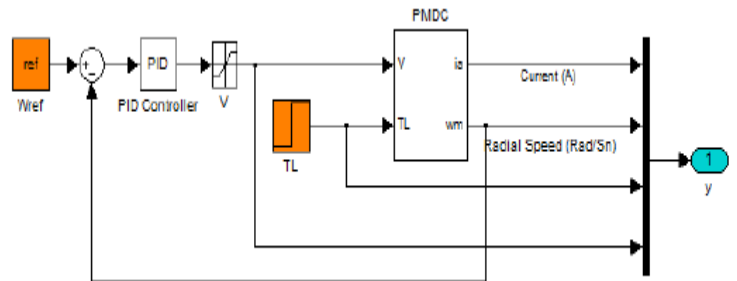 PMDC
ref
Wref
+
−
PID
PID Controller
V
V
TL
ia
wm
TL
Current (A)
Radial Speed (Rad/Sn)
1
y